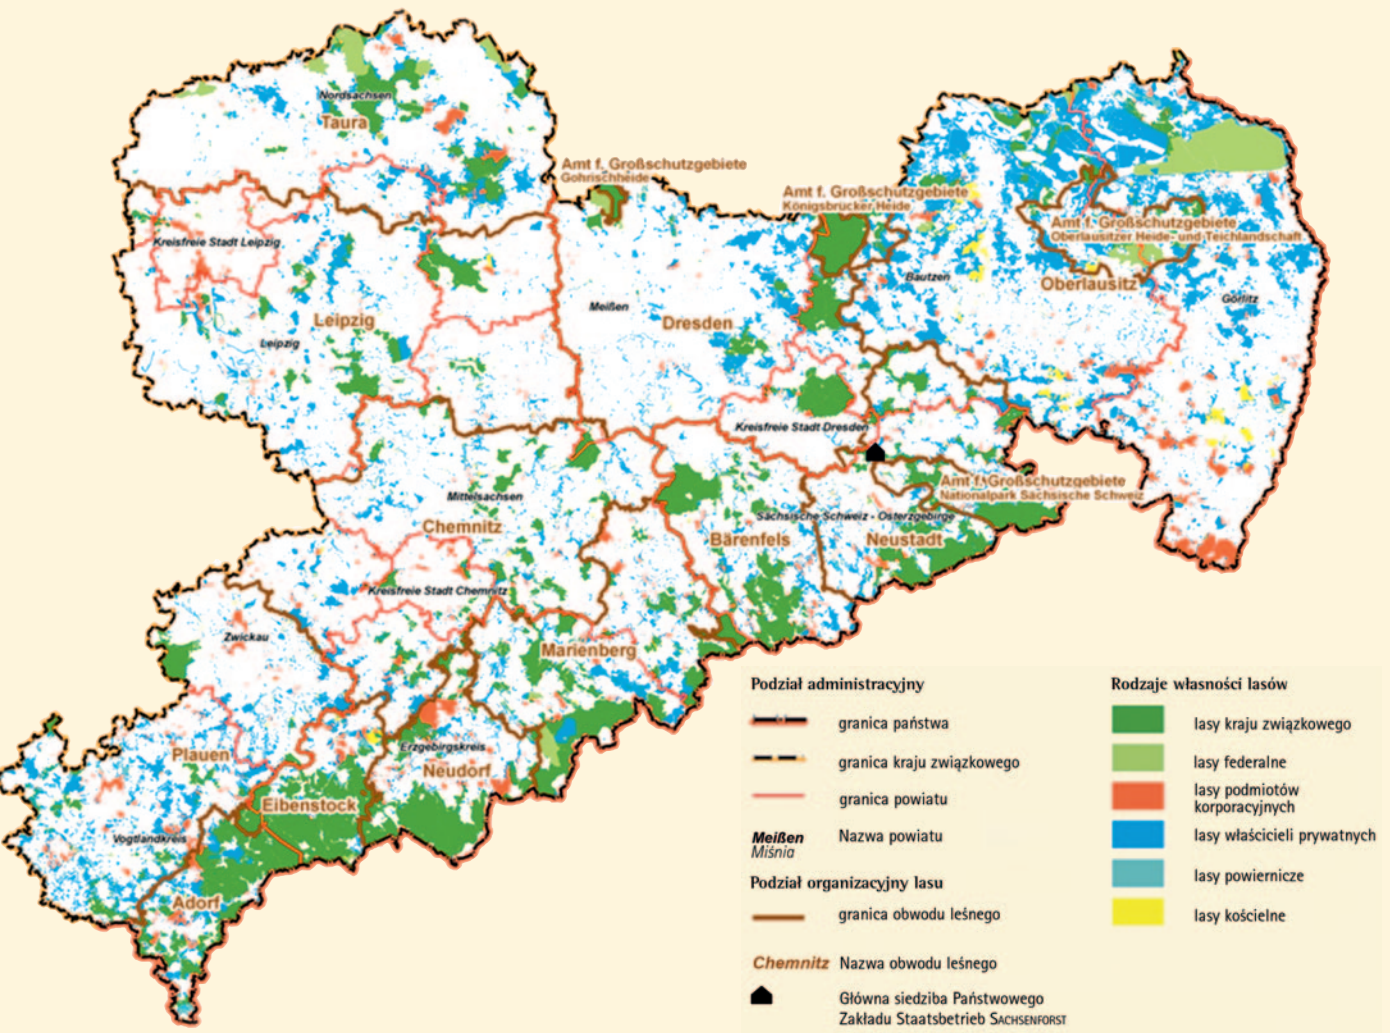 Nordsachsen
Taura
Amt f. Großschutzgebiete
Gohrischheide
Amt f. Großschutzgebiete
Königsbrücker Heide
Amt f. Großschutzgebiete
Oberlausitzer Heide- und Teichlandschaft
Kreisfreie Stadt Leipzig
Bautzen
Oberlausitz
Görlitz
Meißen
Leipzig
Dresden
Leipzig
Kreisfreie Stadt Dresden
Mittelsachsen
Amt f. Großschutzgebiete
Nationalpark Sächsische Schweiz
Chemnitz
Sächsische Schweiz - Osterzgebirge
Bärenfels
Neustadt
Kreisfreie Stadt Chemnitz
Zwickau
Marienberg
Plauen
Erzgebirgskreis
Neudorf
Eibenstock
Vogtlandkreis
Adorf
Podział administracyjny
granica państwa
granica kraju związkowego
granica powiatu
Meißen Nazwa powiatu
Miśnia
Podział organizacyjny lasu
granica obwodu leśnego
Chemnitz Nazwa obwodu leśnego
Główna siedziba Państwowego
Zakładu Staatsbetrieb SACHSENFORST
Rodzaje własności lasów
lasy kraju związkowego
lasy federalne
lasy podmiotów
korporacyjnych
lasy właścicieli prywatnych
lasy powiernicze
lasy kościelne